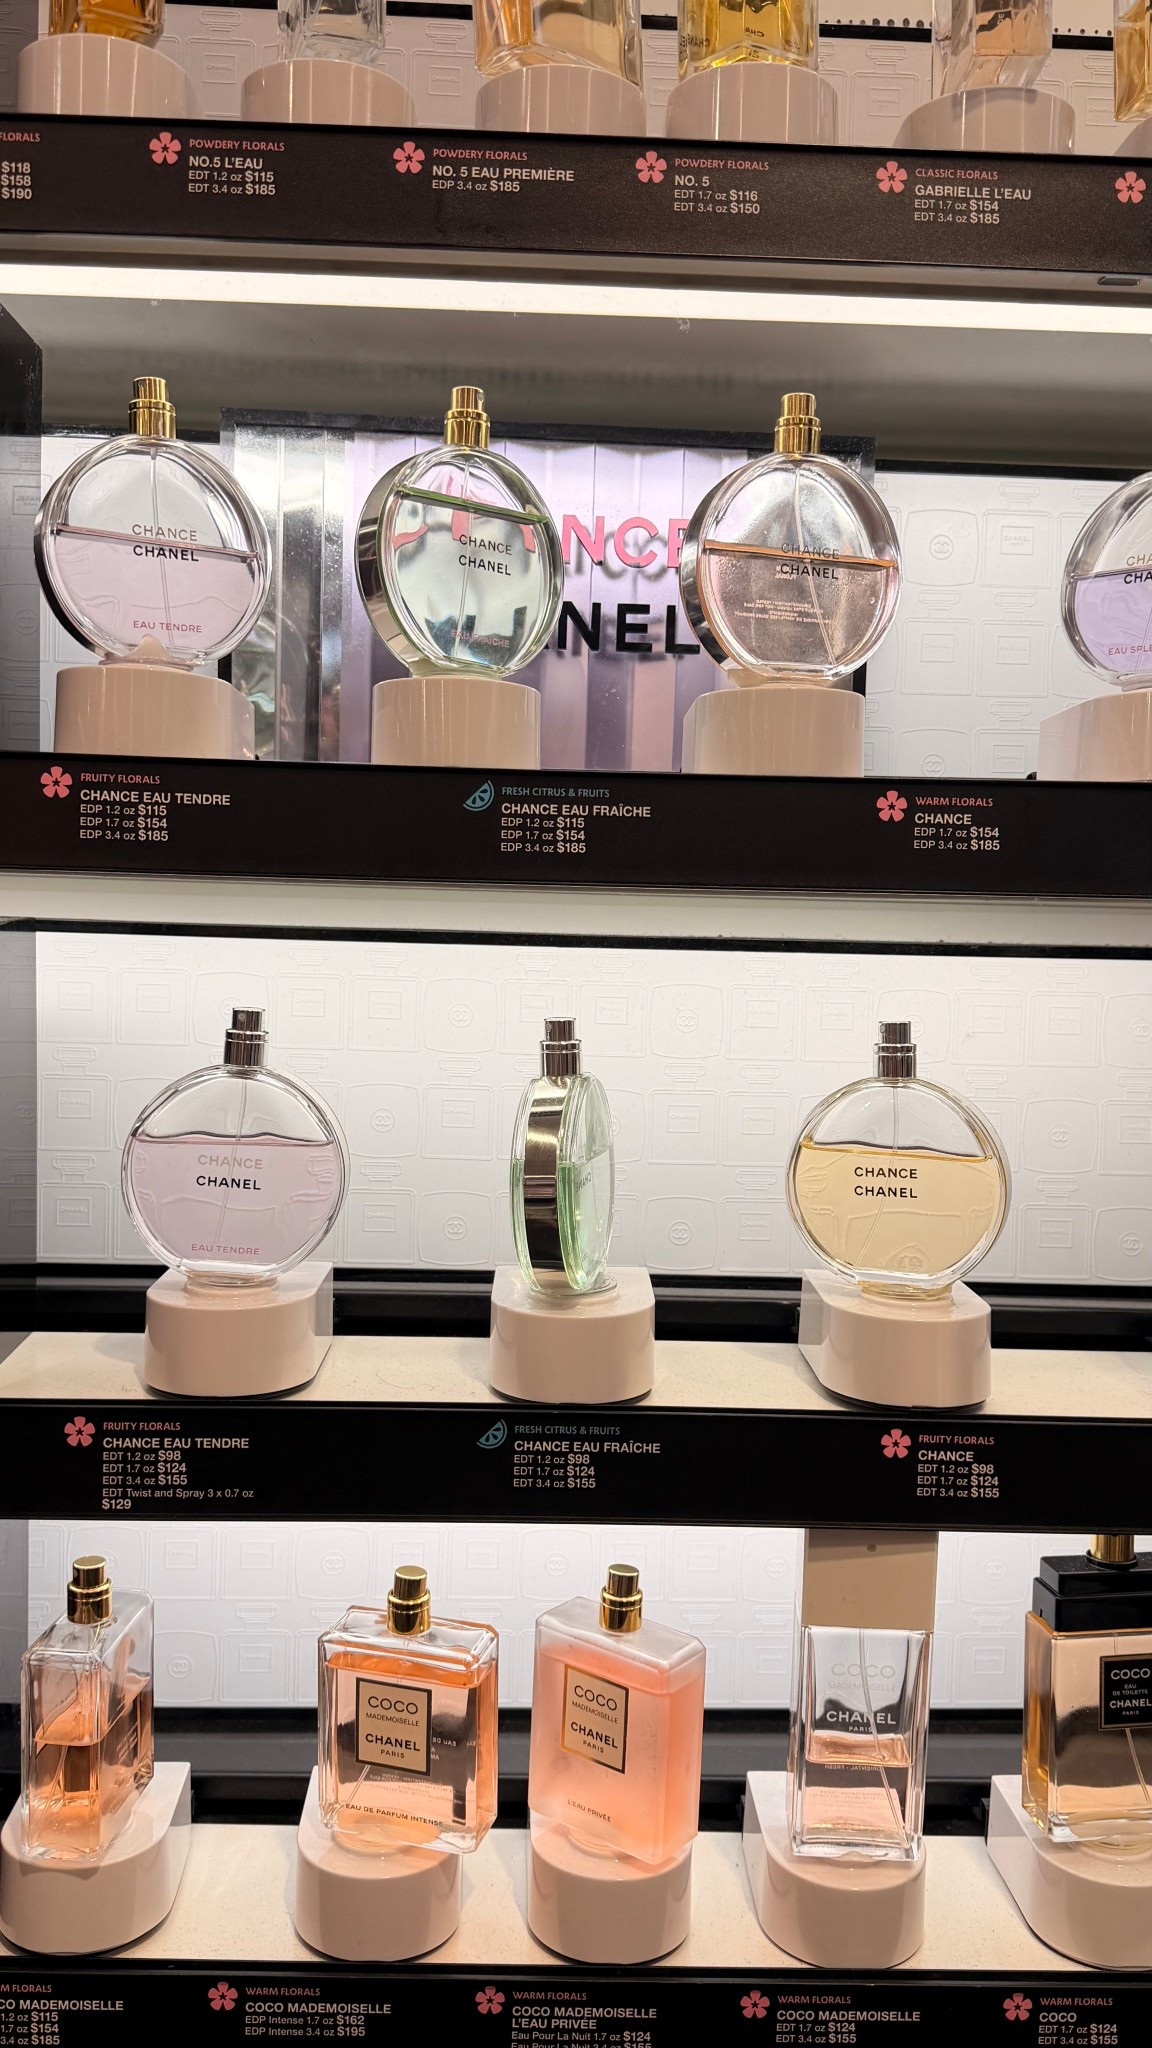 FLORALS
$118
$158
$190
POWDERY FLORALS
NO.5 L'EAU
EDT 1.2 oz $115
EDT 3.4 oz $185
POWDERY FLORALS
NO. 5 EAU PREMIÈRE
EDP 3.4 oz $185
POWDERY FLORALS
NO. 5
EDT 1.7 oz $116
EDT 3.4 oz $150
CLASSIC FLORALS
GABRIELLE L'EAU
EDT 1.7 oz $154
EDT 3.4 oz $185
CHANCE
CHANEL
EAU TENDRE
CHANCE
CHANEL
EAU FRAÎCHE
NCE
NEL
CHANCE
CHANEL
CHA
EAU SPLE
FRUITY FLORALS
CHANCE EAU TENDRE
EDP 1.2 oz $115
EDP 1.7 oz $154
EDP 3.4 oz $185
FRESH CITRUS & FRUITS
CHANCE EAU FRAÎCHE
EDP 1.2 oz $115
EDP 1.7 oz $154
EDP 3.4 oz $185
WARM FLORALS
CHANCE
EDP 1.7 oz $154
EDP 3.4 oz $185
CHANCE
CHANEL
EAU TENDRE
CHANCE
CHANEL
FRUITY FLORALS
CHANCE EAU TENDRE
EDT 1.2 oz $98
EDT 1.7 oz $124
EDT 3.4 oz $155
EDT Twist and Spray 3 x 0.7 oz
$129
FRESH CITRUS & FRUITS
CHANCE EAU FRAÎCHE
EDT 1.2 oz $98
EDT 1.7 oz $124
EDT 3.4 oz $155
FRUITY FLORALS
CHANCE
EDT 1.2 oz $98
EDT 1.7 oz $124
EDT 3.4 oz $155
COCO
MADEMOISELLE
CHANEL
PARIS
EAU DE PARFUM INTENSE
COCO
MADEMOISELLE
CHANEL
PARIS
L'EAU PRIVÉE
COCO
MADEMOISELLE
CHANEL
PARIS
COCO
EAU
DE TOILETTE
CHANEL
PARIS
M FLORALS
CO MADEMOISELLE
1.2 oz $115
1.7 oz $154
3.4 oz $185
WARM FLORALS
COCO MADEMOISELLE
EDP Intense 1.7 oz $162
EDP Intense 3.4 oz $195
WARM FLORALS
COCO MADEMOISELLE
L'EAU PRIVÉE
Eau Pour La Nuit 1.7 oz $124
Eau Pour La Nuit 3.4 oz $155
WARM FLORALS
COCO MADEMOISELLE
EDT 1.7 oz $124
EDT 3.4 oz $155
WARM FLORALS
COCO
EDT 1.7 oz $124
EDT 3.4 oz $155